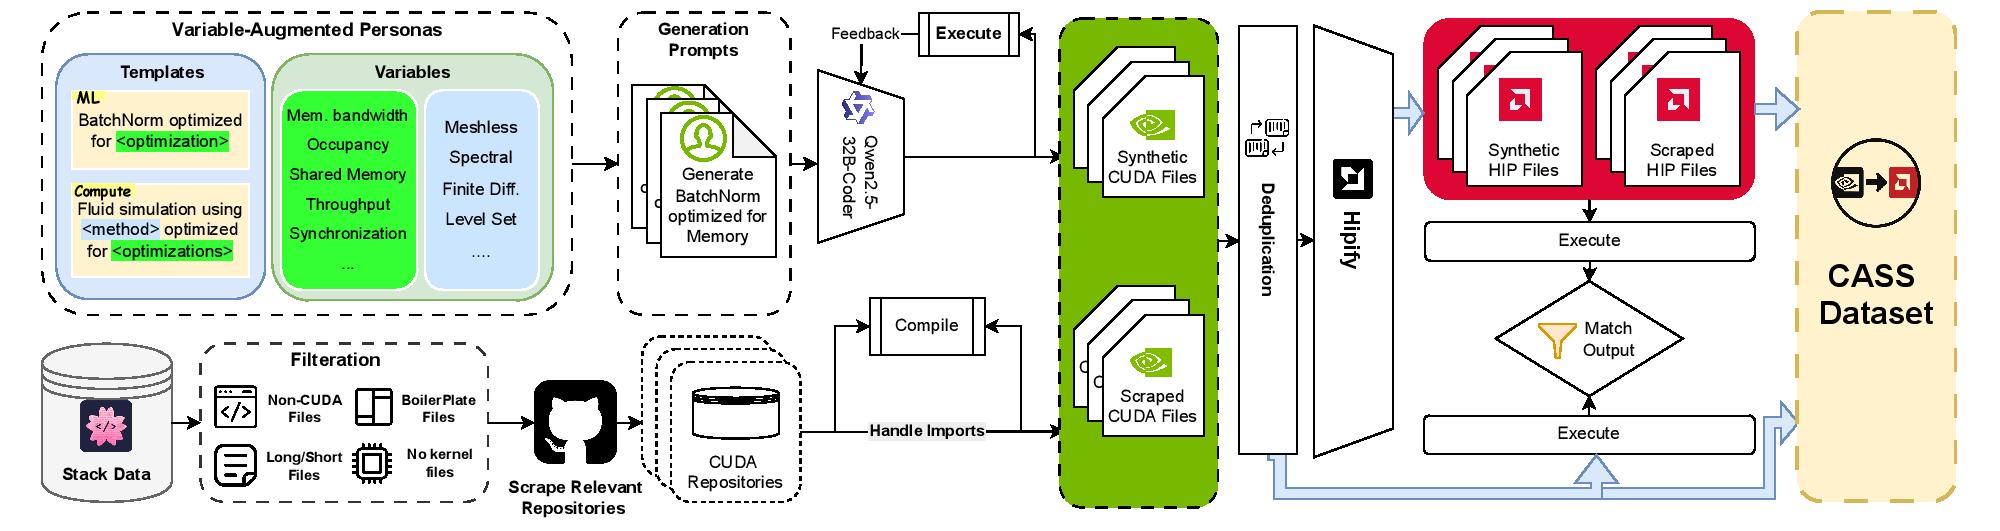 Variable-Augmented Personas
Templates
ML
BatchNorm optimized
for <optimization>
Compute
Fluid simulation using
<method> optimized
for <optimizations>
Variables
Mem. bandwidth
Occupancy
Shared Memory
Throughput
Synchronization
...
Meshless
Spectral
Finite Diff.
Level Set
....
Generation
Prompts
Generate
BatchNorm
optimized for
Memory
Feedback
Execute
Qwen2.5-
32B-Coder
Synthetic
CUDA Files
Deduplication
Hipify
Synthetic
HIP Files
Scraped
HIP Files
Execute
Match
Output
Execute
CASS
Dataset
Stack Data
Filteration
Non-CUDA
Files
BoilerPlate
Files
Long/Short
Files
No kernel
files
Scrape Relevant
Repositories
CUDA
Repositories
Compile
Handle Imports
Scraped
CUDA Files